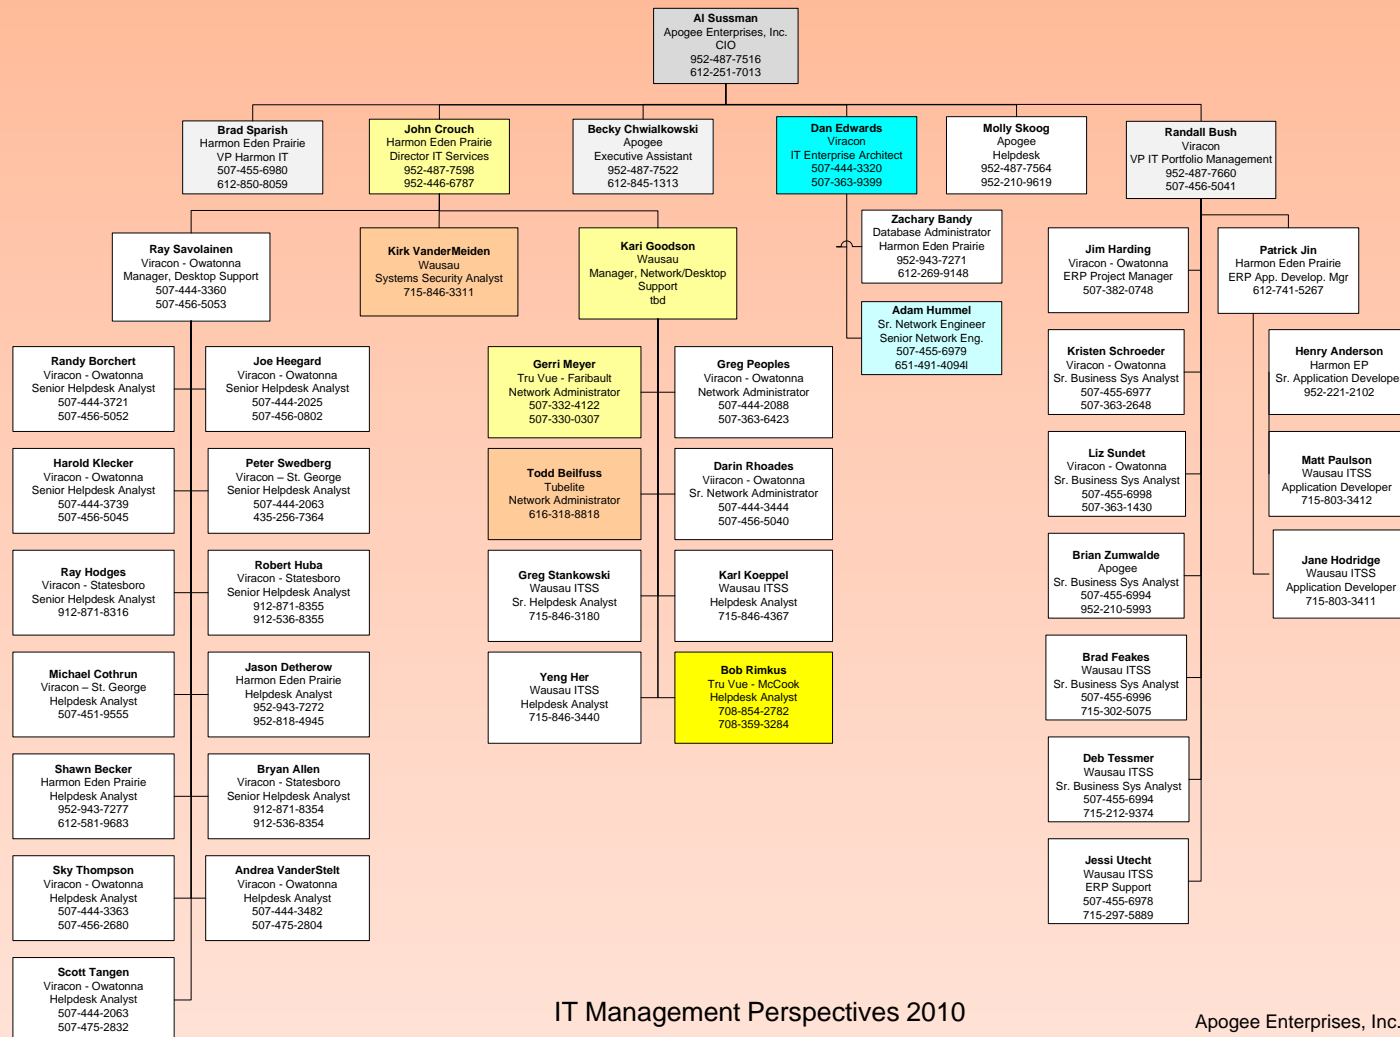 Al Sussman
Apogee Enterprises, Inc.
CIO
952-487-7516
612-251-7013
Brad Sparish
Harmon Eden Prairie
VP Harmon IT
507-455-6980
612-850-8059
John Crouch
Harmon Eden Prairie
Director IT Services
952-487-7598
952-446-6787
Becky Chwialkowski
Apogee
Executive Assistant
952-487-7522
612-845-1313
Dan Edwards
Viracon
IT Enterprise Architect
507-444-3320
507-363-9399
Molly Skoog
Apogee
Helpdesk
952-487-7564
952-210-9619
Randall Bush
Viracon
VP IT Portfolio Management
952-487-7660
507-456-5041
Ray Savolainen
Viracon - Owatonna
Manager, Desktop Support
507-444-3360
507-456-5053
Kirk VanderMeiden
Wausau
Systems Security Analyst
715-846-3311
Kari Goodson
Wausau
Manager, Network/Desktop
Support
tbd
Zachary Bandy
Database Administrator
Harmon Eden Prairie
952-943-7271
612-269-9148
Adam Hummel
Sr. Network Engineer
Senior Network Eng.
507-455-6979
651-491-4094l
Jim Harding
Viracon - Owatonna
ERP Project Manager
507-382-0748
Patrick Jin
Harmon Eden Prairie
ERP App. Develop. Mgr
612-741-5267
Randy Borchert
Viracon - Owatonna
Senior Helpdesk Analyst
507-444-3721
507-456-5052
Joe Heegard
Viracon - Owatonna
Senior Helpdesk Analyst
507-444-2025
507-456-0802
Gerri Meyer
Tru Vue - Faribault
Network Administrator
507-332-4122
507-330-0307
Greg Peoples
Viracon - Owatonna
Network Administrator
507-444-2088
507-363-6423
Kristen Schroeder
Viracon - Owatonna
Sr. Business Sys Analyst
507-455-6977
507-363-2648
Henry Anderson
Harmon EP
Sr. Application Develope
952-221-2102
Harold Klecker
Viracon - Owatonna
Senior Helpdesk Analyst
507-444-3739
507-456-5045
Peter Swedberg
Viracon – St. George
Senior Helpdesk Analyst
507-444-2063
435-256-7364
Todd Beilfuss
Tubelite
Network Administrator
616-318-8818
Darin Rhoades
Viiracon - Owatonna
Sr. Network Administrator
507-444-3444
507-456-5040
Liz Sundet
Viracon - Owatonna
Sr. Business Sys Analyst
507-455-6998
507-363-1430
Matt Paulson
Wausau ITSS
Application Developer
715-803-3412
Ray Hodges
Viracon - Statesboro
Senior Helpdesk Analyst
912-871-8316
Robert Huba
Viracon - Statesboro
Senior Helpdesk Analyst
912-871-8355
912-536-8355
Greg Stankowski
Wausau ITSS
Sr. Helpdesk Analyst
715-846-3180
Karl Koeppel
Wausau ITSS
Helpdesk Analyst
715-846-4367
Brian Zumwalde
Apogee
Sr. Business Sys Analyst
507-455-6994
952-210-5993
Jane Hodridge
Wausau ITSS
Application Developer
715-803-3411
Michael Cothrun
Viracon – St. George
Helpdesk Analyst
507-451-9555
Jason Detherow
Harmon Eden Prairie
Helpdesk Analyst
952-943-7272
952-818-4945
Yeng Her
Wausau ITSS
Helpdesk Analyst
715-846-3440
Bob Rimkus
Tru Vue - McCook
Helpdesk Analyst
708-854-2782
708-359-3284
Brad Feakes
Wausau ITSS
Sr. Business Sys Analyst
507-455-6996
715-302-5075
Shawn Becker
Harmon Eden Prairie
Helpdesk Analyst
952-943-7277
612-581-9683
Bryan Allen
Viracon - Statesboro
Senior Helpdesk Analyst
912-871-8354
912-536-8354
Deb Tessmer
Wausau ITSS
Sr. Business Sys Analyst
507-455-6994
715-212-9374
Sky Thompson
Viracon - Owatonna
Helpdesk Analyst
507-444-3363
507-456-2680
Andrea VanderStelt
Viracon - Owatonna
Helpdesk Analyst
507-444-3482
507-475-2804
Jessi Utecht
Wausau ITSS
ERP Support
507-455-6978
715-297-5889
Scott Tangen
Viracon - Owatonna
Helpdesk Analyst
507-444-2063
507-475-2832
IT Management Perspectives 2010
Apogee Enterprises, Inc.